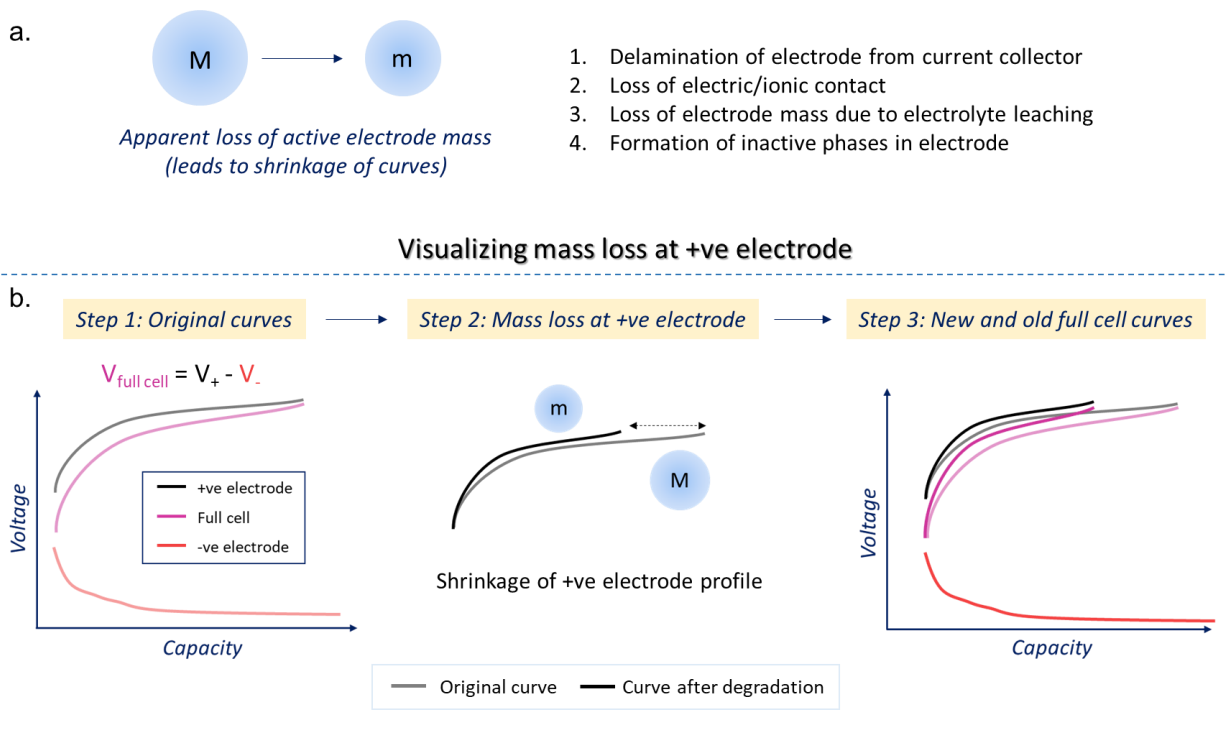 a.
M
m
Apparent loss of active electrode mass
(leads to shrinkage of curves)
1. Delamination of electrode from current collector
2. Loss of electric/ionic contact
3. Loss of electrode mass due to electrolyte leaching
4. Formation of inactive phases in electrode
Visualizing mass loss at +ve electrode
b.
Step 1: Original curves
Step 2: Mass loss at +ve electrode
Step 3: New and old full cell curves
Vfull cell = V+ - V-
Voltage
+ve electrode
Full cell
-ve electrode
Capacity
m
M
Shrinkage of +ve electrode profile
Voltage
Capacity
Original curve
Curve after degradation